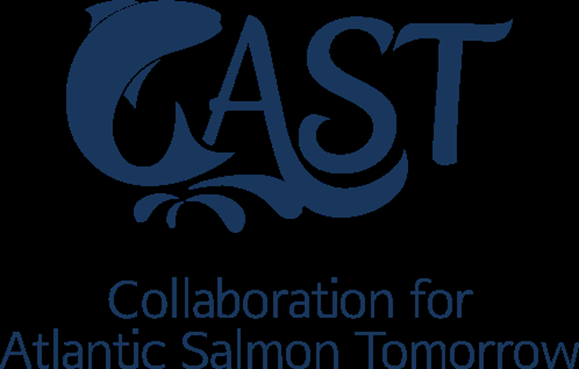 CAST
Collaboration for
Atlantic Salmon Tomorrow